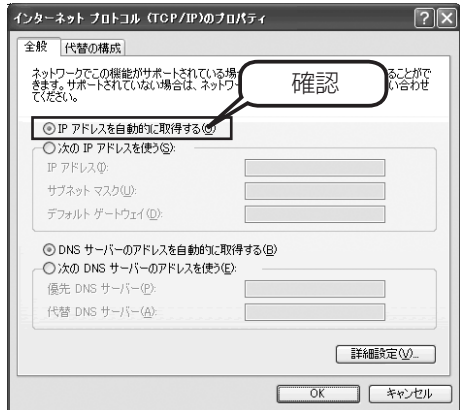 インターネット プロトコル (TCP/IP)のプロパティ
全般 代替の構成
ネットワークでこの機能がサポートされている場 ることがで
きます。サポートされていない場合は、ネットワー い合わせ
てください。
確認
IP アドレスを自動的に取得する(O)
次の IP アドレスを使う(S):
IP アドレス(I):
サブネット マスク(U):
デフォルト ゲートウェイ(D):
DNS サーバーのアドレスを自動的に取得する(B)
次の DNS サーバーのアドレスを使う(E):
優先 DNS サーバー(P):
代替 DNS サーバー(A):
詳細設定(V)...
OK キャンセル